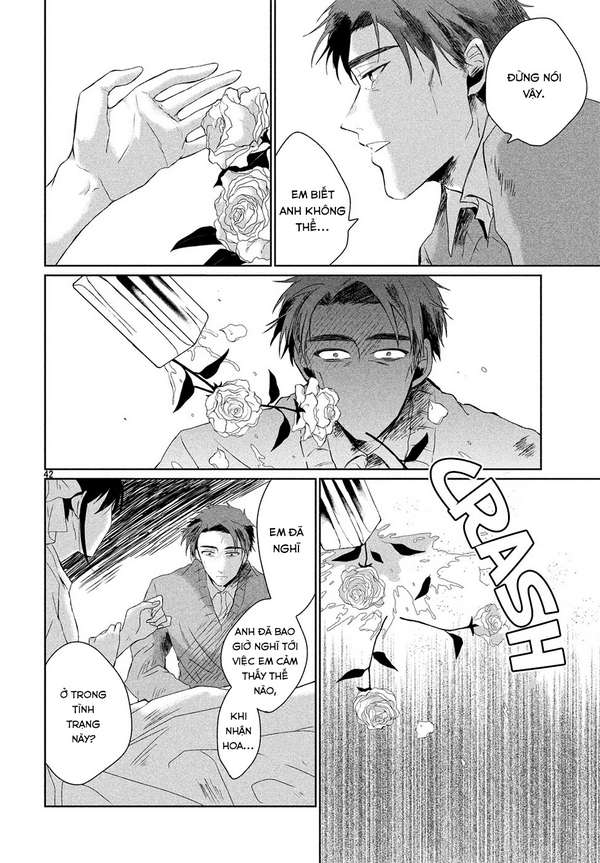 ĐỪNG NÓI
VẬY.
EM BIẾT
ANH KHÔNG
THỂ...
42
CRASH
EM ĐÃ
NGHĨ
ANH ĐÃ BAO
GIỜ NGHĨ TỚI
VIỆC EM CẢM
THẤY THẾ
NÀO,
KHI
NHẬN
HOA...
Ở TRONG
TÌNH
TRẠNG
NÀY?